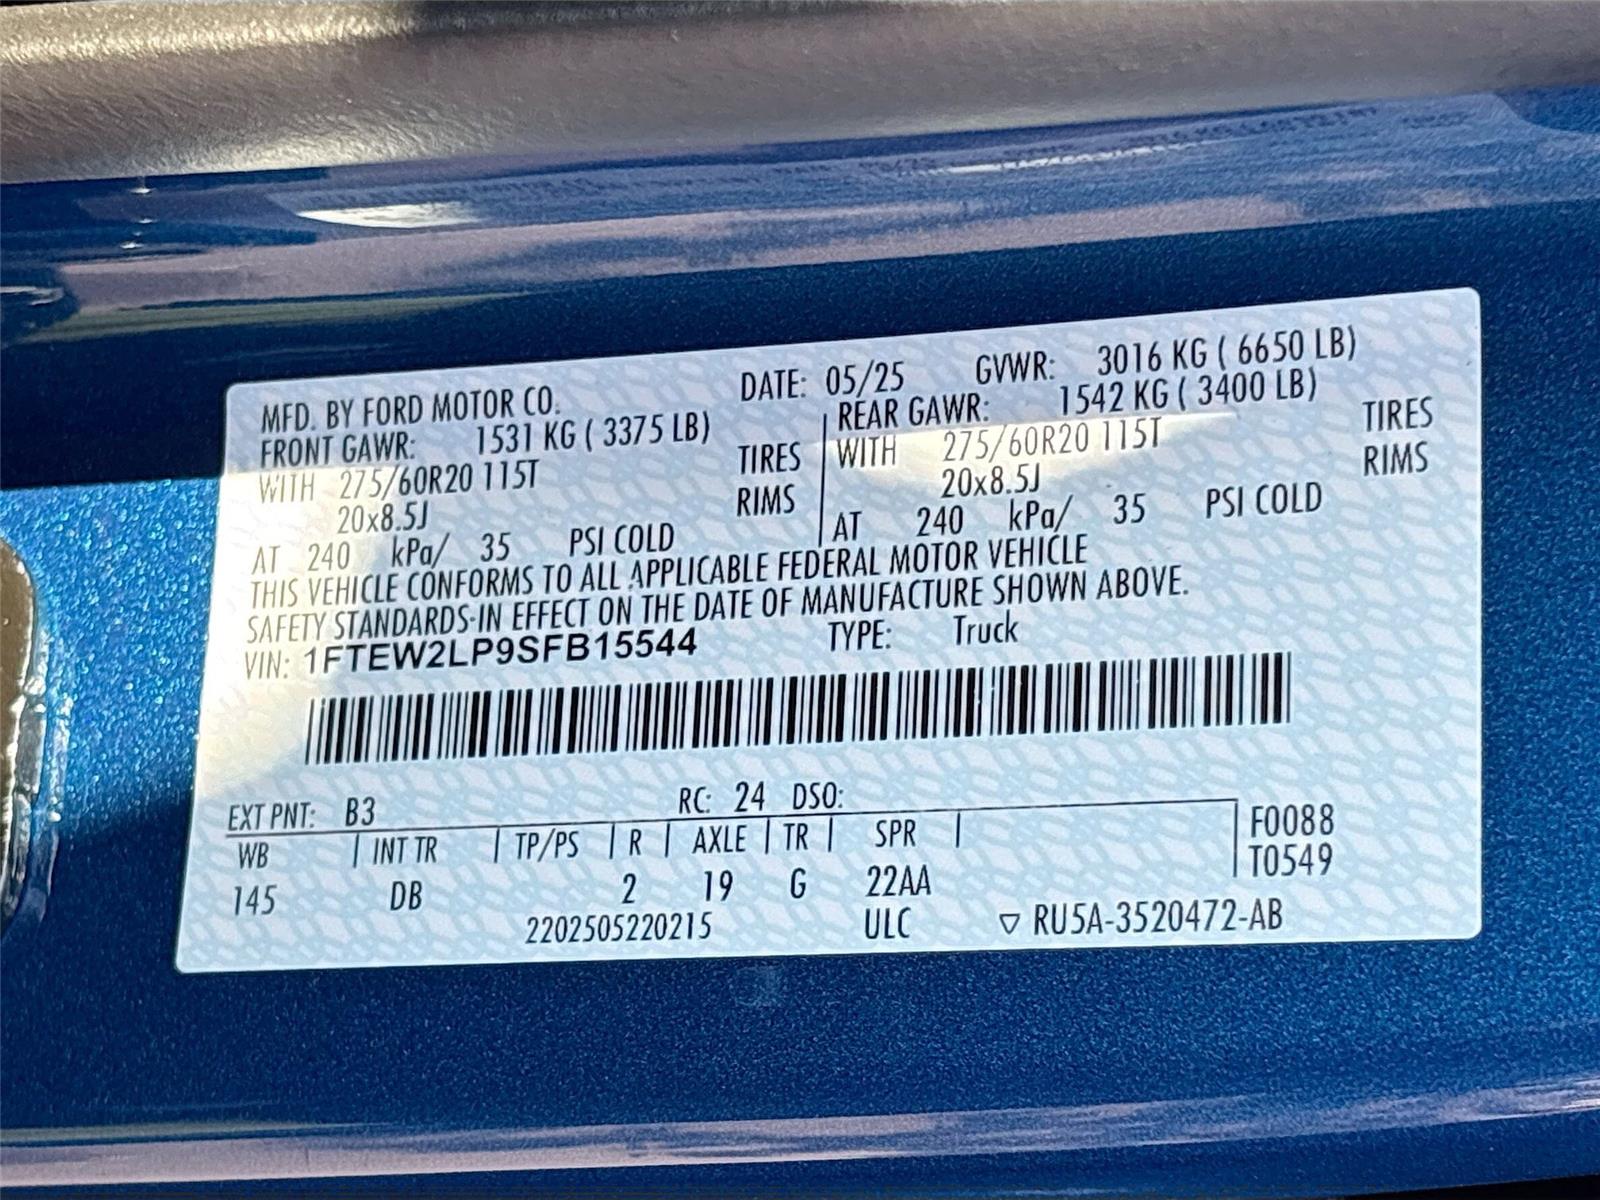 MFD. BY FORD MOTOR CO. DATE: 05/25 GVWR: 3016 KG ( 6650 LB)
FRONT GAWR: 1531 KG ( 3375 LB) REAR GAWR: 1542 KG ( 3400 LB)
WITH 275/60R20 115T TIRES WITH 275/60R20 115T TIRES
20x8.5J RIMS 20x8.5J RIMS
AT 240 kPa/ 35 PSI COLD AT 240 kPa/ 35 PSI COLD
THIS VEHICLE CONFORMS TO ALL APPLICABLE FEDERAL MOTOR VEHICLE
SAFETY STANDARDS IN EFFECT ON THE DATE OF MANUFACTURE SHOWN ABOVE.
VIN: 1FTEW2LP9SFB15544 TYPE: Truck
EXT PNT: B3 RC: 24 DSO:
WB | INT TR | TP/PS | R | AXLE | TR | SPR | F0088
145 DB 2 19 G 22AA T0549
2202505220215 ULC ▽ RU5A-3520472-AB